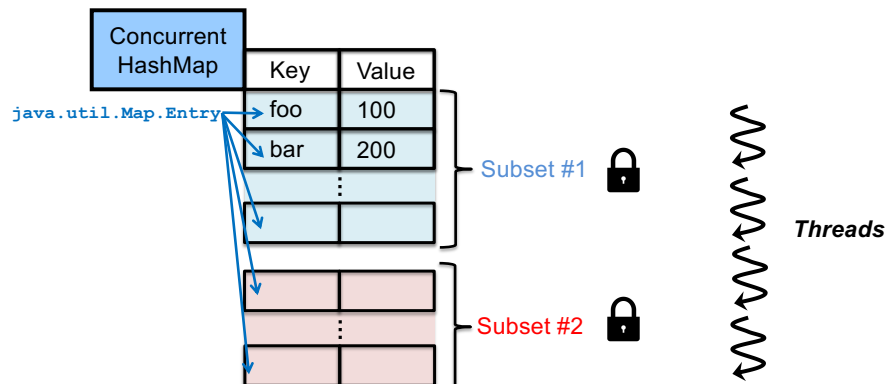 Concurrent
HashMap
Key Value
java.util.Map.Entry
foo 100
bar 200
Subset #1
Threads
Subset #2